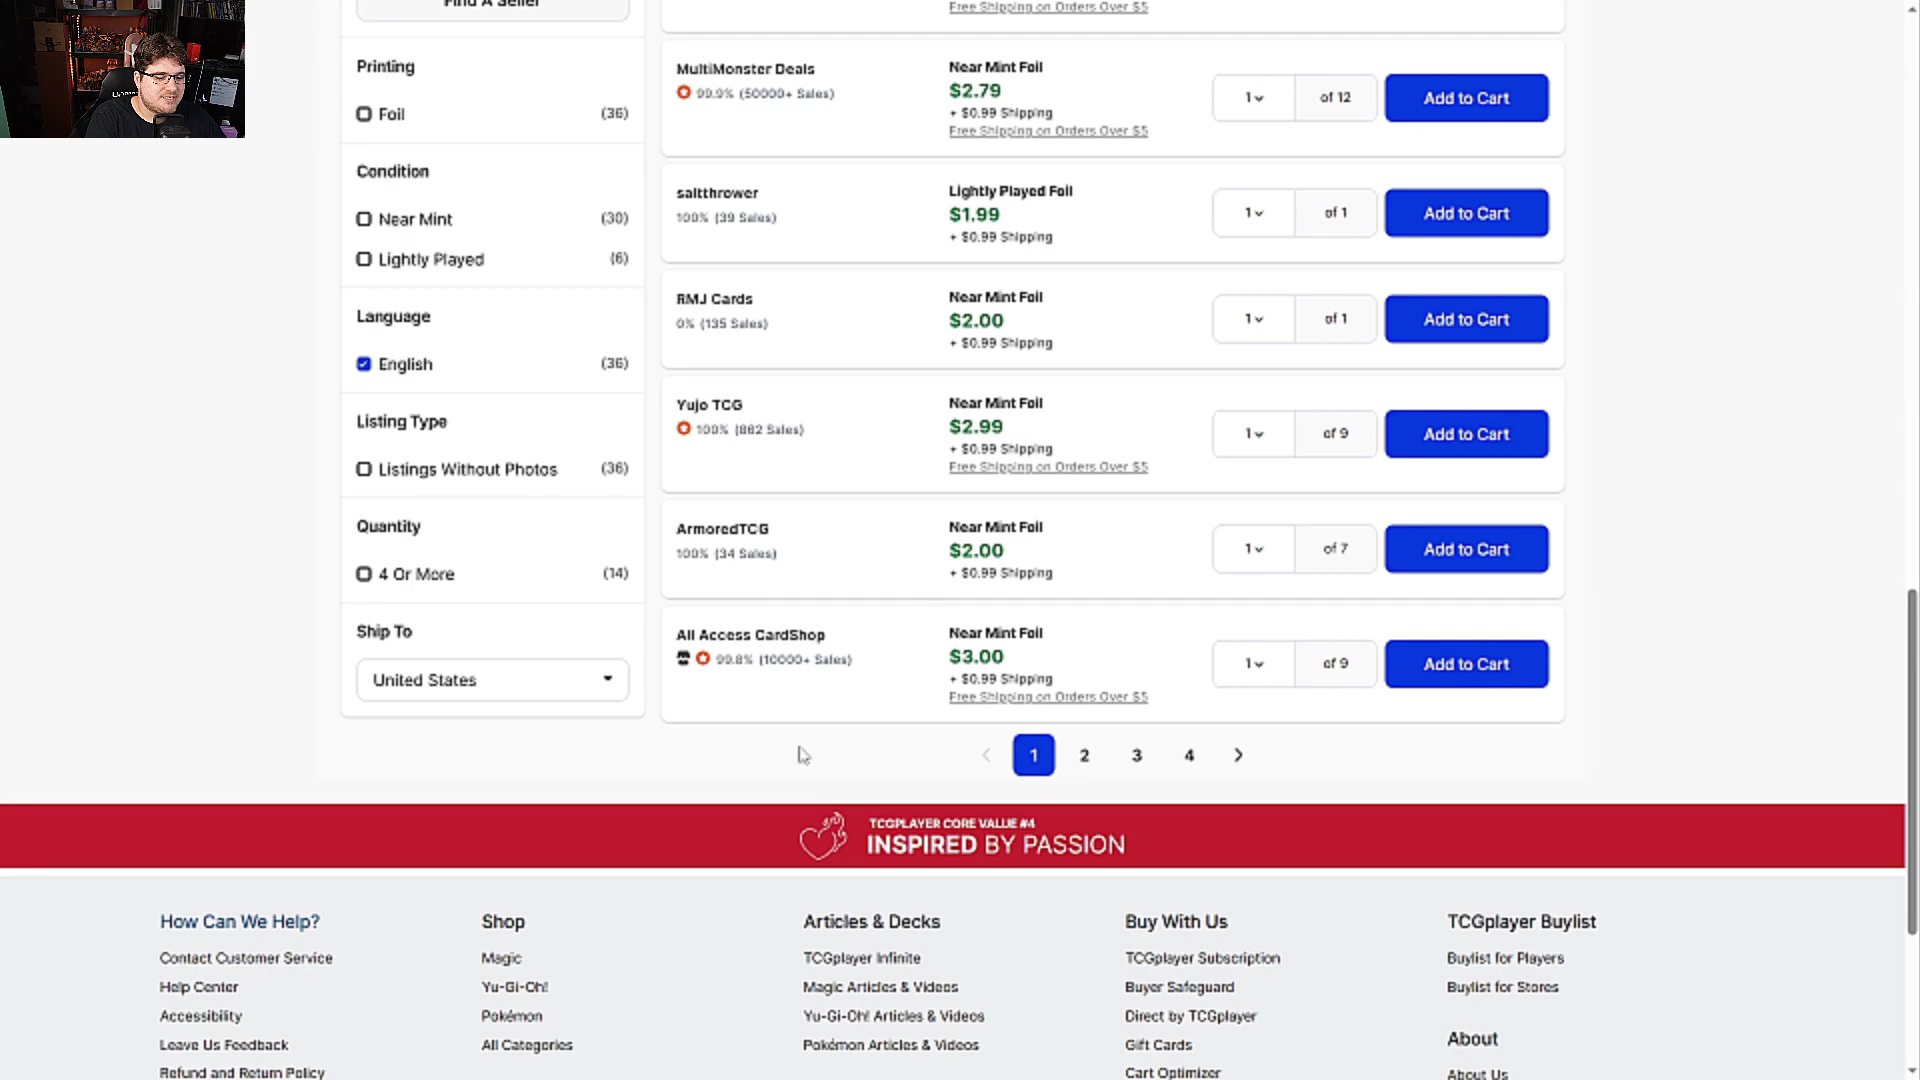 Find A Seller
Printing
Foil (36)
Condition
Near Mint (30)
Lightly Played (6)
Language
English (36)
Listing Type
Listings Without Photos (36)
Quantity
4 Or More (14)
Ship To
United States
Free Shipping on Orders Over $5
MultiMonster Deals
99.9% (50000+ Sales)
Near Mint Foil
$2.79
+ $0.99 Shipping
Free Shipping on Orders Over $5
1 of 12
Add to Cart
saltthrower
100% (39 Sales)
Lightly Played Foil
$1.99
+ $0.99 Shipping
1 of 1
Add to Cart
RMJ Cards
0% (135 Sales)
Near Mint Foil
$2.00
+ $0.99 Shipping
1 of 1
Add to Cart
Yujo TCG
100% (862 Sales)
Near Mint Foil
$2.99
+ $0.99 Shipping
Free Shipping on Orders Over $5
1 of 9
Add to Cart
ArmoredTCG
100% (34 Sales)
Near Mint Foil
$2.00
+ $0.99 Shipping
1 of 7
Add to Cart
All Access CardShop
99.8% (10000+ Sales)
Near Mint Foil
$3.00
+ $0.99 Shipping
Free Shipping on Orders Over $5
1 of 9
Add to Cart
1 2 3 4
TCGPLAYER CORE VALUE #4
INSPIRED BY PASSION
How Can We Help?
Contact Customer Service
Help Center
Accessibility
Leave Us Feedback
Refund and Return Policy
Shop
Magic
Yu-Gi-Oh!
Pokémon
All Categories
Articles & Decks
TCGplayer Infinite
Magic Articles & Videos
Yu-Gi-Oh! Articles & Videos
Pokémon Articles & Videos
Buy With Us
TCGplayer Subscription
Buyer Safeguard
Direct by TCGplayer
Gift Cards
Cart Optimizer
TCGplayer Buylist
Buylist for Players
Buylist for Stores
About
About Us